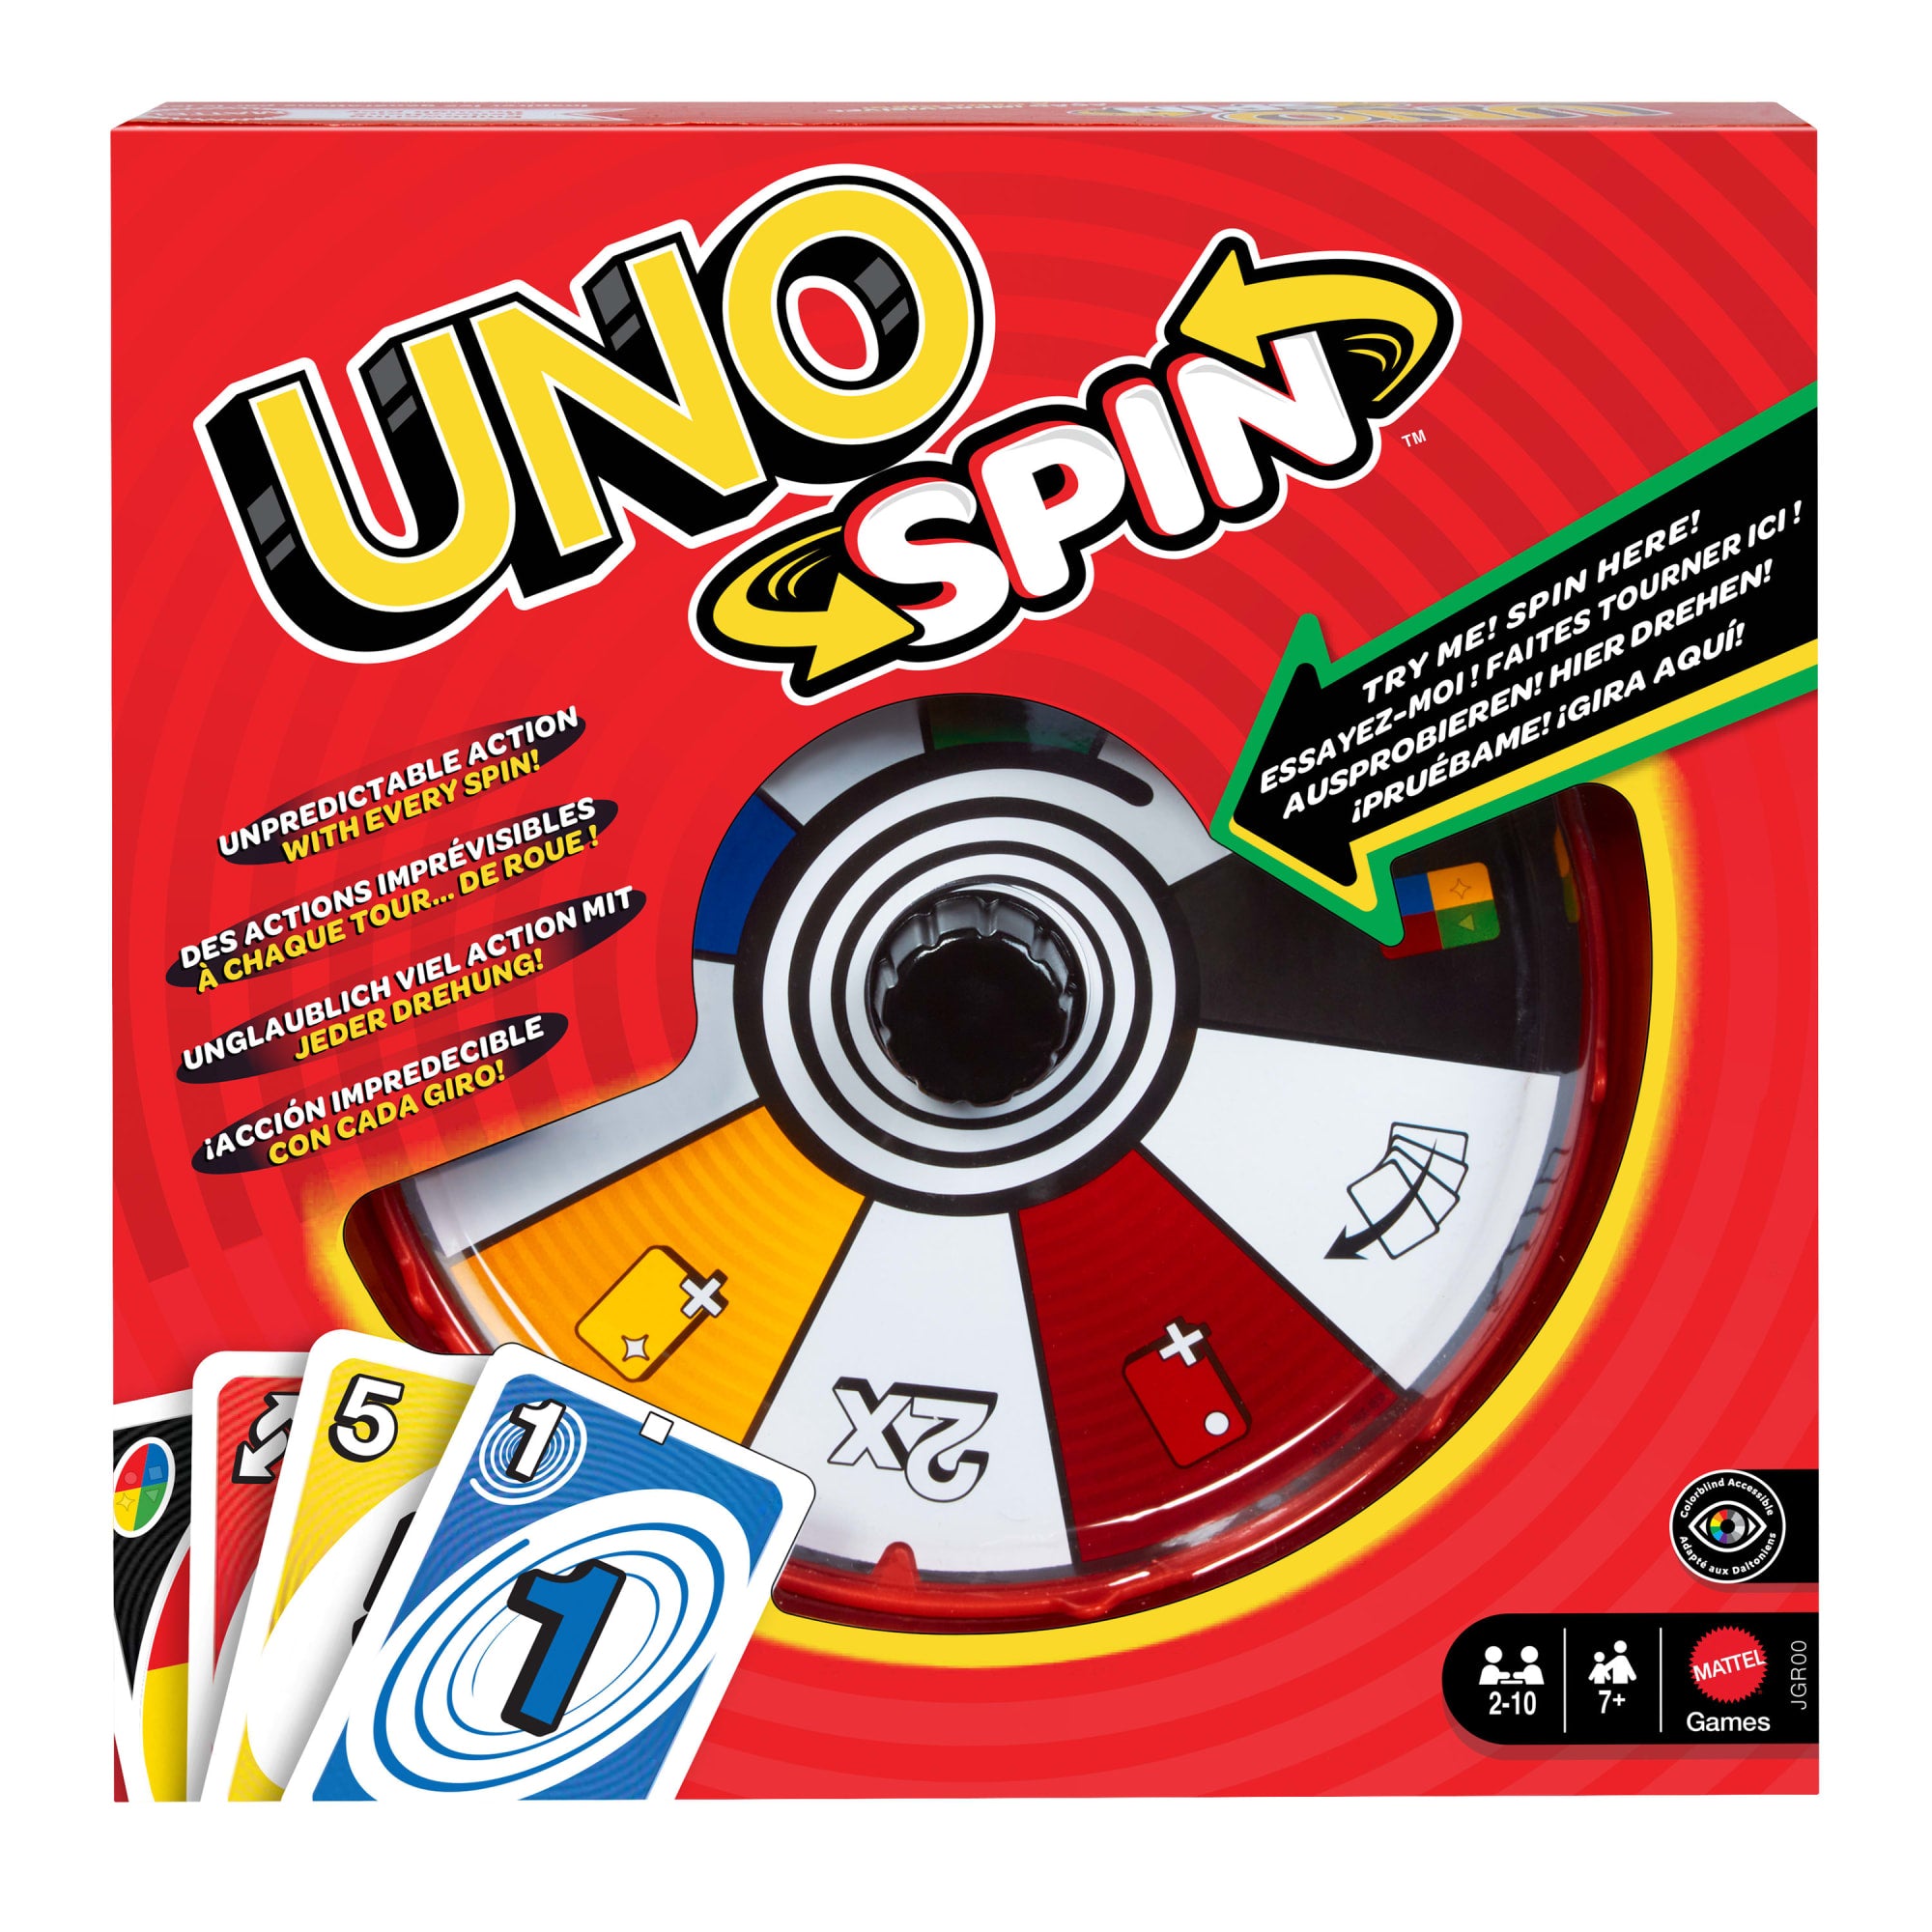 UNO
SPIN
TM
TRY ME! SPIN HERE!
ESSAYEZ-MOI ! FAITES TOURNER ICI !
AUSPROBIEREN! HIER DREHEN!
¡PRUÉBAME! ¡GIRA AQUÍ!
UNPREDICTABLE ACTION
WITH EVERY SPIN!
DES ACTIONS IMPRÉVISIBLES
À CHAQUE TOUR... DE ROUE !
UNGLAUBLICH VIEL ACTION MIT
JEDER DREHUNG!
¡ACCIÓN IMPREDECIBLE
CON CADA GIRO!
2X
5
1
1
Colorblind Accessible
Adapté aux Daltoniens
2-10
7+
MATTEL
Games
JGR00